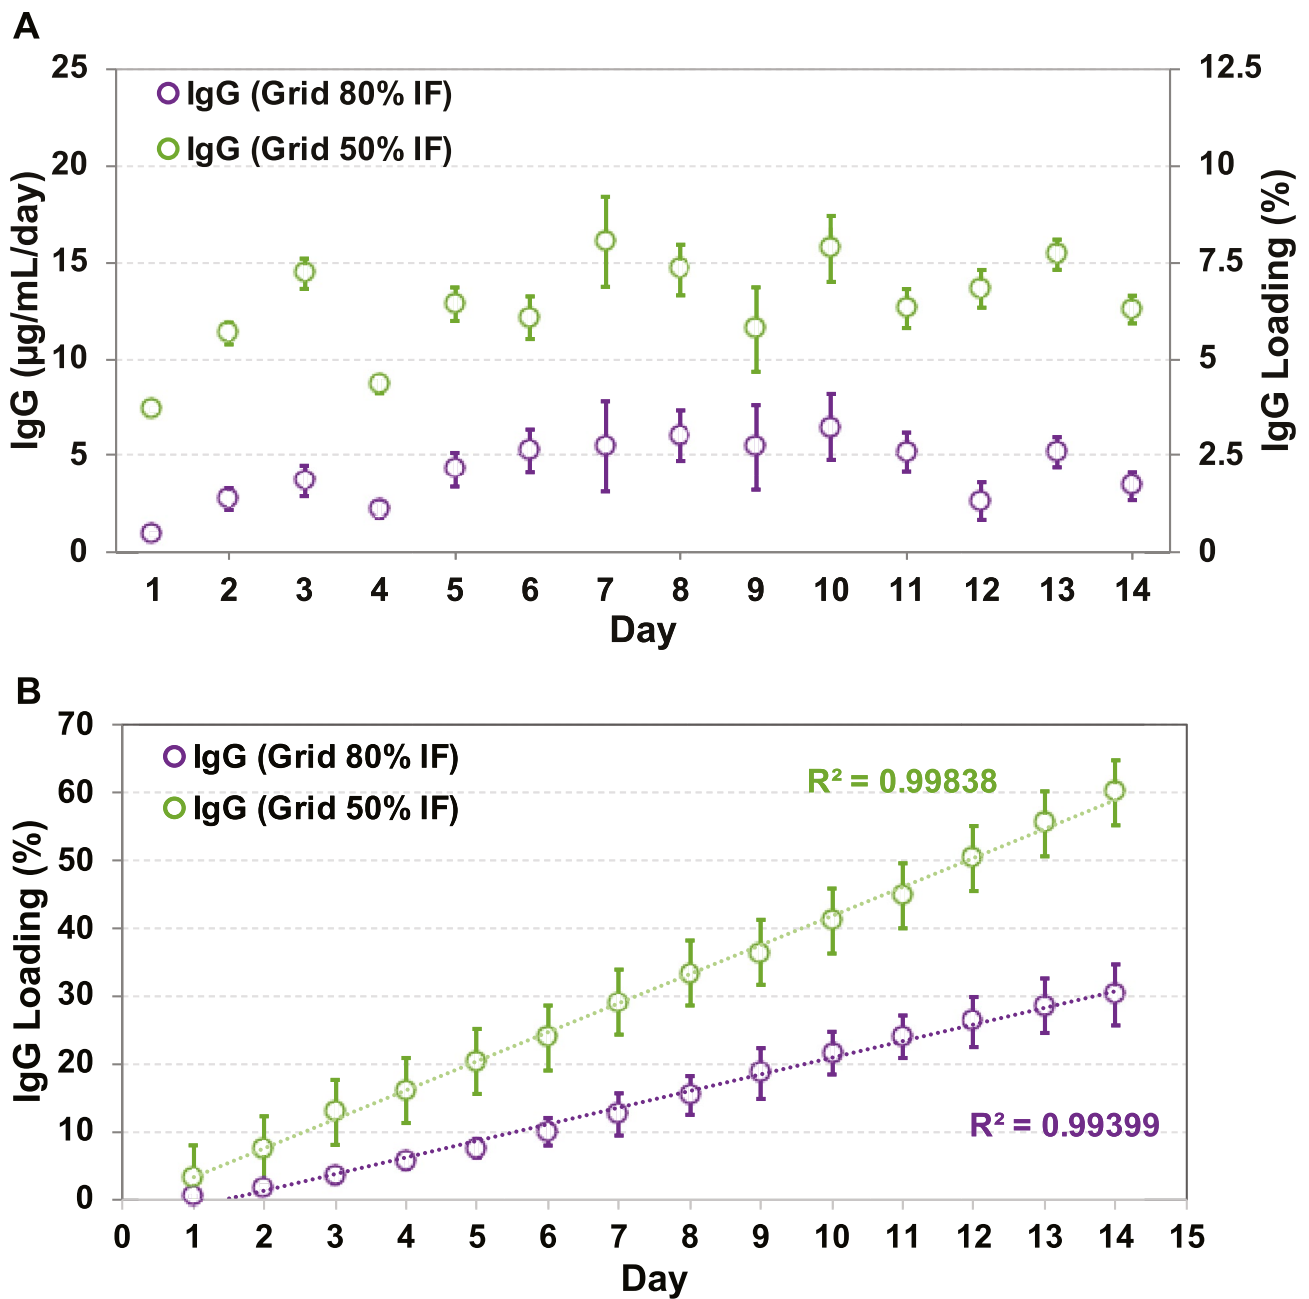 A
25
20
15
10
5
0
IgG (µg/mL/day)
IgG (Grid 80% IF)
IgG (Grid 50% IF)
12.5
10
7.5
5
2.5
0
IgG Loading (%)
1 2 3 4 5 6 7 8 9 10 11 12 13 14
Day
B
70
60
50
40
30
20
10
0
IgG Loading (%)
IgG (Grid 80% IF)
IgG (Grid 50% IF)
R² = 0.99838
R² = 0.99399
0 1 2 3 4 5 6 7 8 9 10 11 12 13 14 15
Day